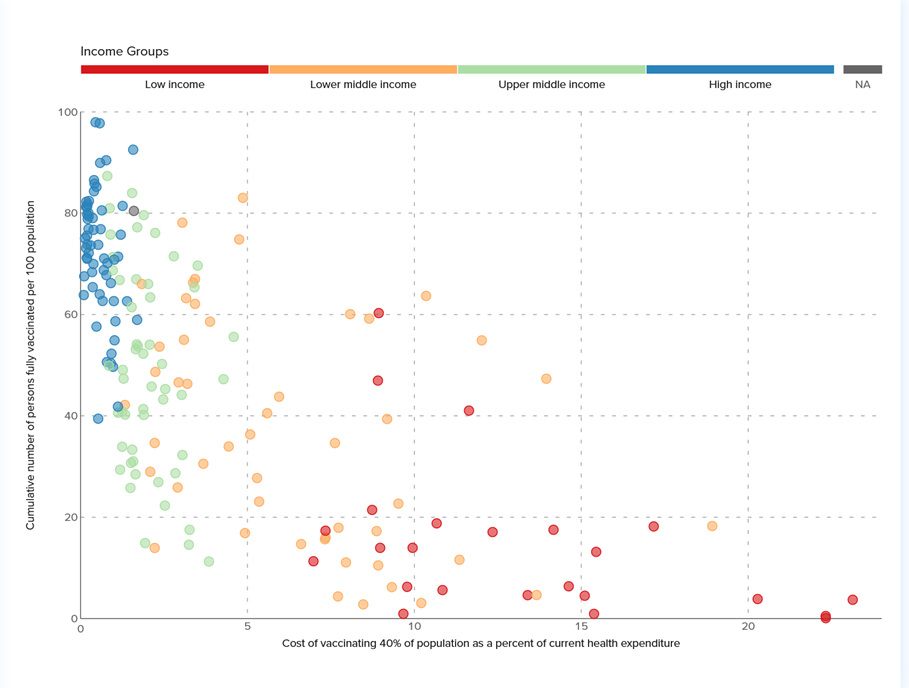 Income Groups
Low income Lower middle income Upper middle income High income NA
100
80
60
40
20
0
0 5 10 15 20
Cumulative number of persons fully vaccinated per 100 population
Cost of vaccinating 40% of population as a percent of current health expenditure